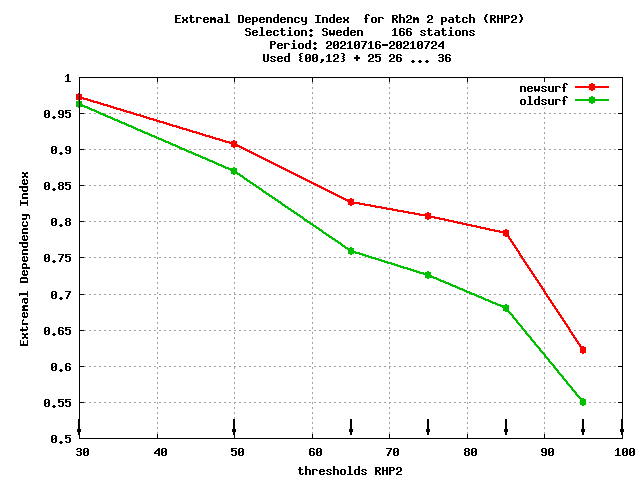 Extremal Dependency Index  for Rh2m 2 patch (RHP2)
Selection: Sweden    166 stations
Period: 20210716-20210724
Used {00,12} + 25 26 ... 36
newsurf
oldsurf
Extremal Dependency Index
1
0.95
0.9
0.85
0.8
0.75
0.7
0.65
0.6
0.55
0.5
30 40 50 60 70 80 90 100
thresholds RHP2